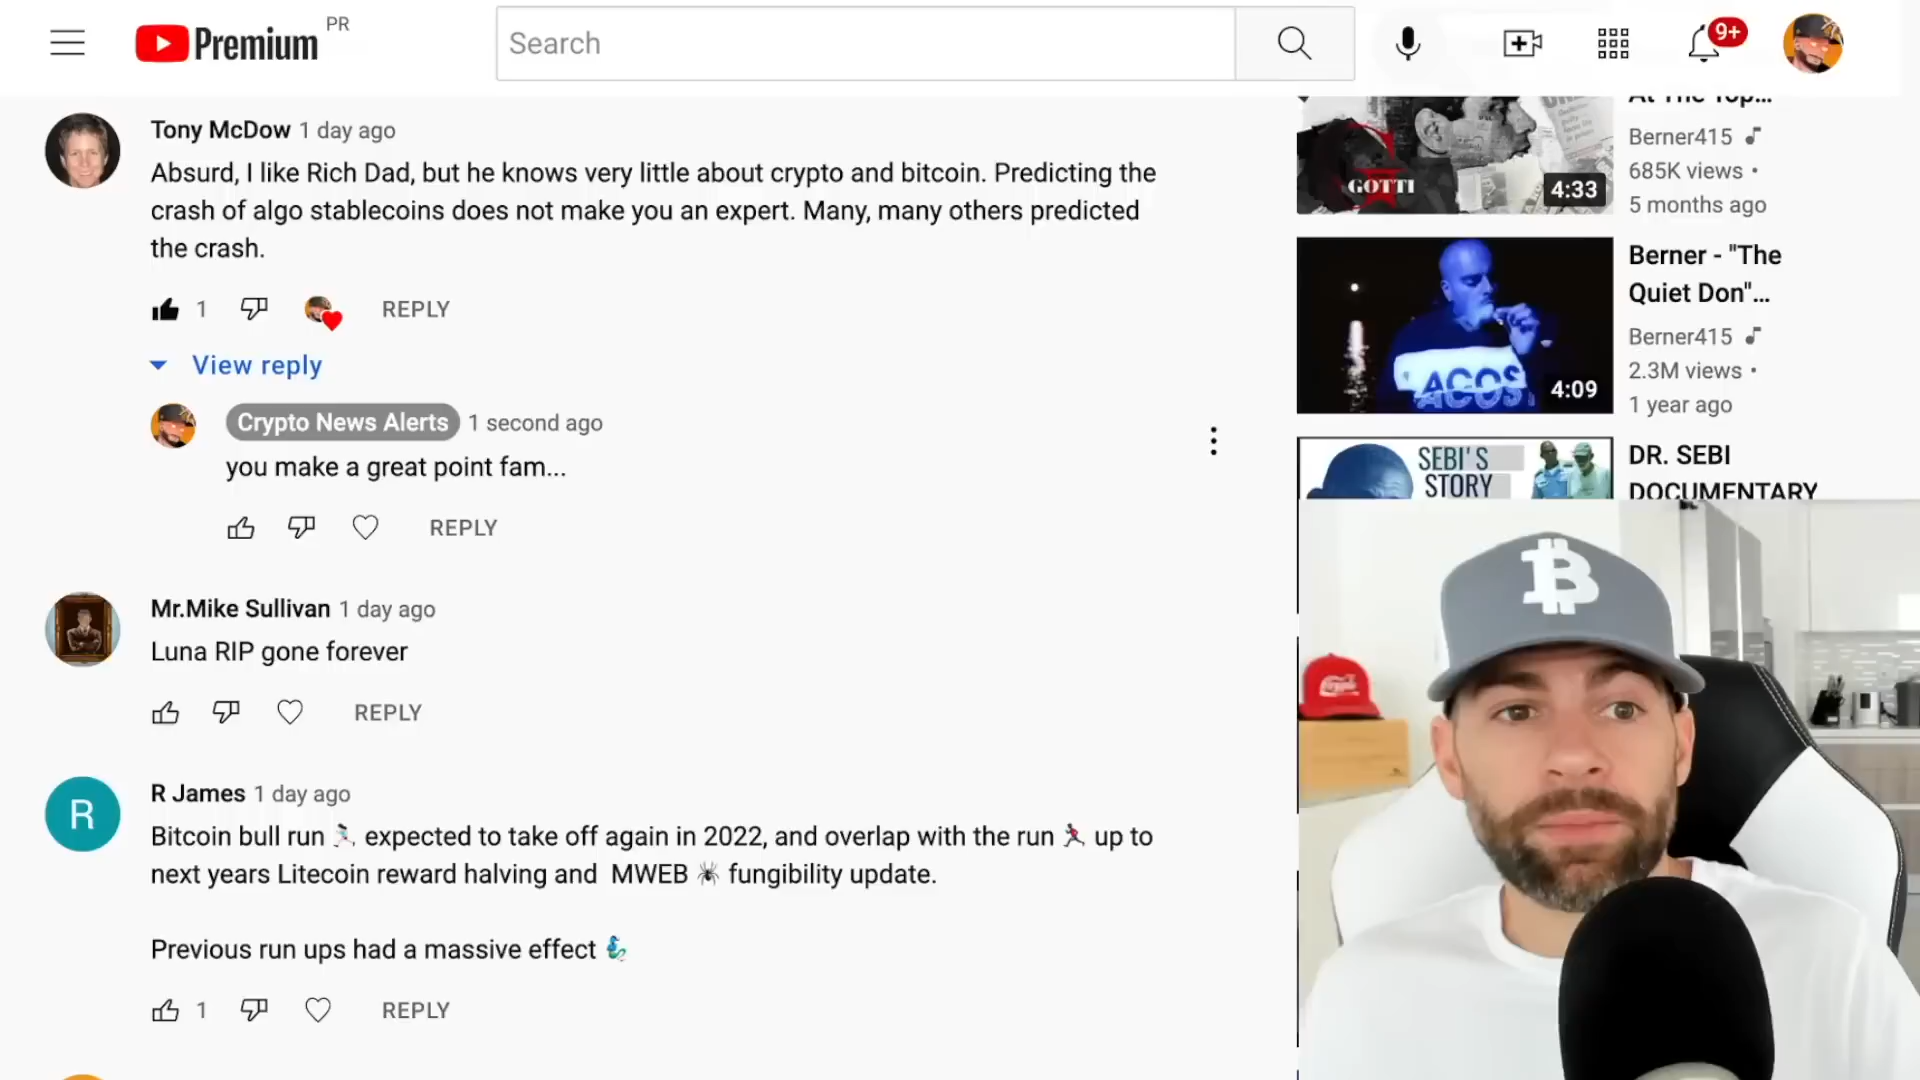 Premium PR
Search
9+
Tony McDow 1 day ago
Absurd, I like Rich Dad, but he knows very little about crypto and bitcoin. Predicting the
crash of algo stablecoins does not make you an expert. Many, many others predicted
the crash.
1 REPLY
View reply
Crypto News Alerts 1 second ago
you make a great point fam...
REPLY
Mr.Mike Sullivan 1 day ago
Luna RIP gone forever
REPLY
R James 1 day ago
R
Bitcoin bull run 🏃🏻 expected to take off again in 2022, and overlap with the run 🏃🏿 up to
next years Litecoin reward halving and MWEB 🕷 fungibility update.
Previous run ups had a massive effect 🐉
1 REPLY
At The Top...
Berner415
685K views •
5 months ago
GOTTI
4:33
Berner - "The
Quiet Don"...
Berner415
2.3M views •
1 year ago
4:09
DR. SEBI
DOCUMENTARY
SEBI'S
STORY